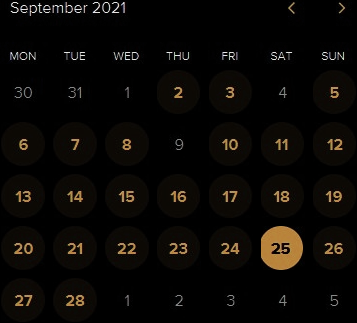 September 2021
MON TUE WED THU FRI SAT SUN
30 31 1 2 3 4 5
6 7 8 9 10 11 12
13 14 15 16 17 18 19
20 21 22 23 24 25 26
27 28 1 2 3 4 5